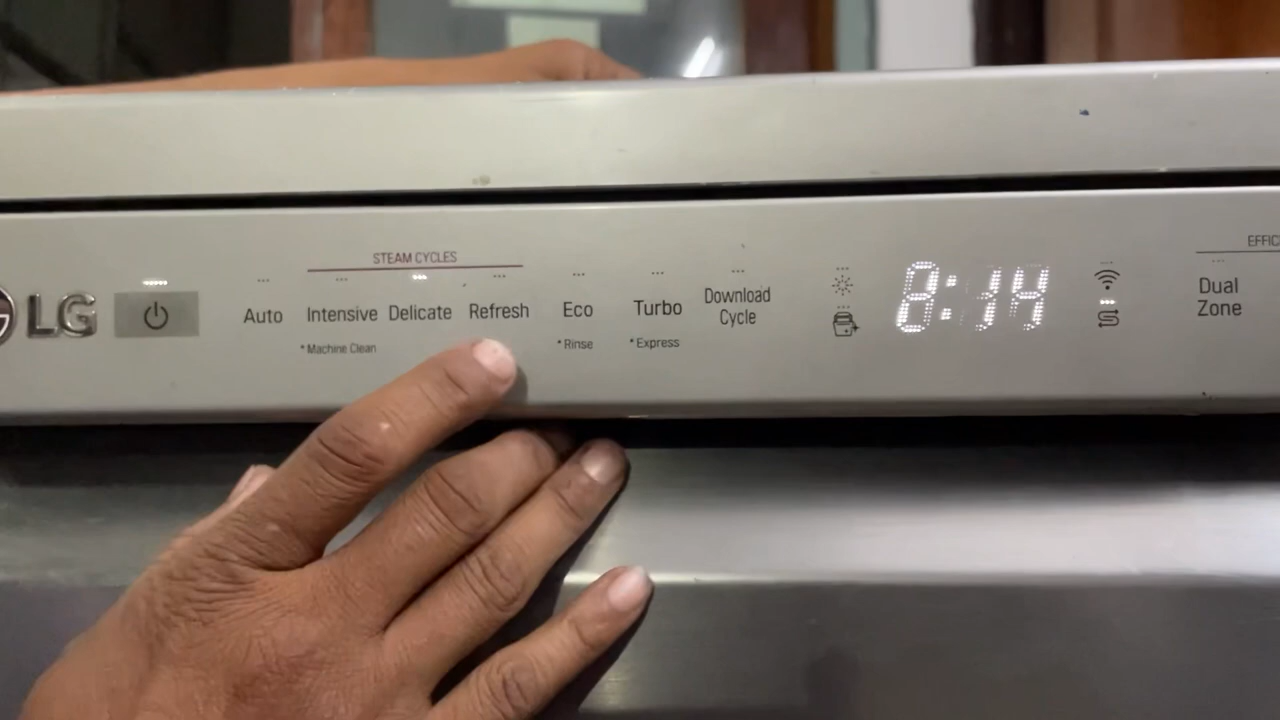 STEAM CYCLES
LG
Auto
Intensive
Delicate
Refresh
Eco
Turbo
Download
Cycle
* Machine Clean
* Rinse
* Express
8:14
EFFIC
Dual
Zone